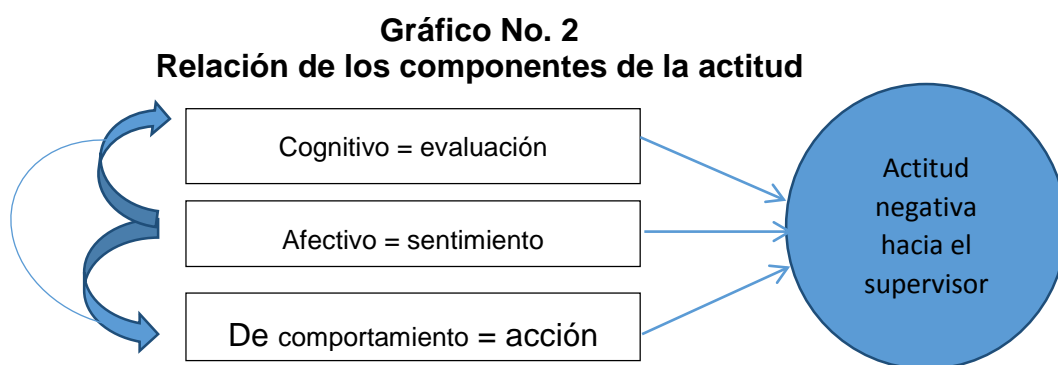 Gráfico No. 2
Relación de los componentes de la actitud
Cognitivo = evaluación
Afectivo = sentimiento
De comportamiento = acción
Actitud
negativa
hacia el
supervisor